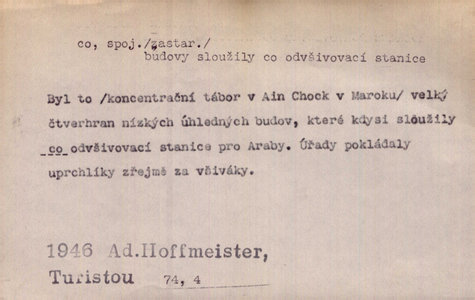 co, spoj./zastar./
budovy sloužily co odvšivovací stanice
Byl to /koncentrační tábor v Ain Chock v Maroku/ velký
čtverhran nízkých úhledných budov, které kdysi sloužily
co odvšivovací stanice pro Araby. Úřady pokládaly
uprchlíky zřejmě za všiváky.
1946 Ad.Hoffmeister,
Turistou 74, 4